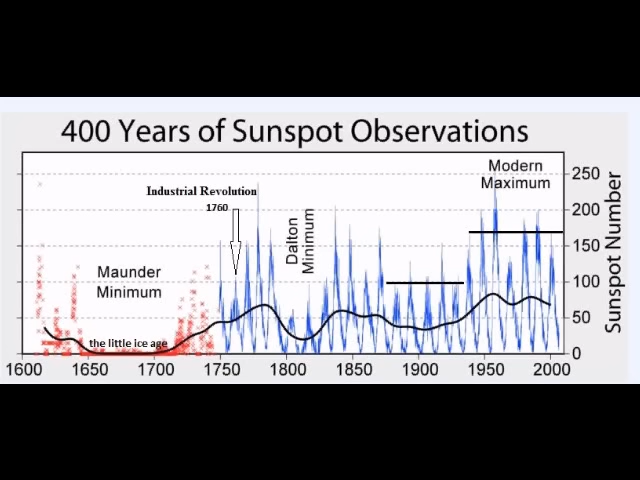 400 Years of Sunspot Observations
Modern
Maximum
Industrial Revolution
1760
Dalton
Minimum
Maunder
Minimum
the little ice age
250
200
150
100
50
0
Sunspot Number
1600
1650
1700
1750
1800
1850
1900
1950
2000